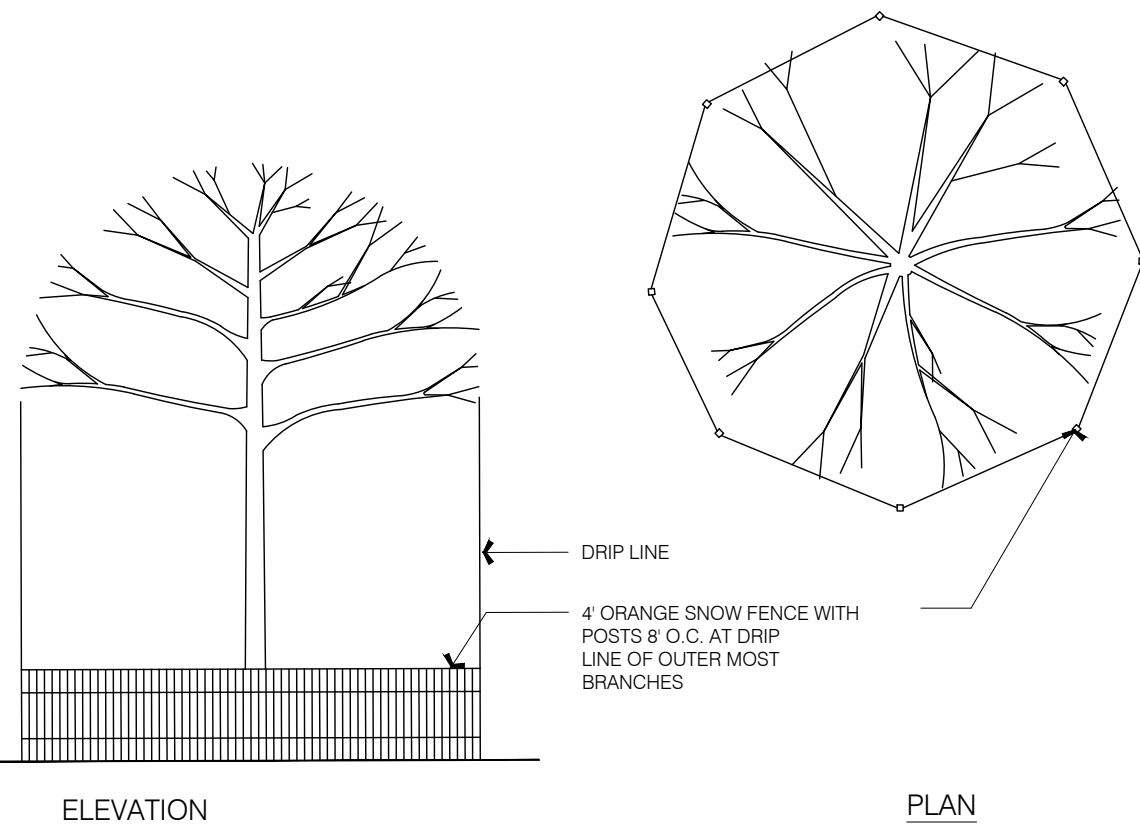 DRIP LINE
4' ORANGE SNOW FENCE WITH
POSTS 8' O.C. AT DRIP
LINE OF OUTER MOST
BRANCHES
ELEVATION
PLAN